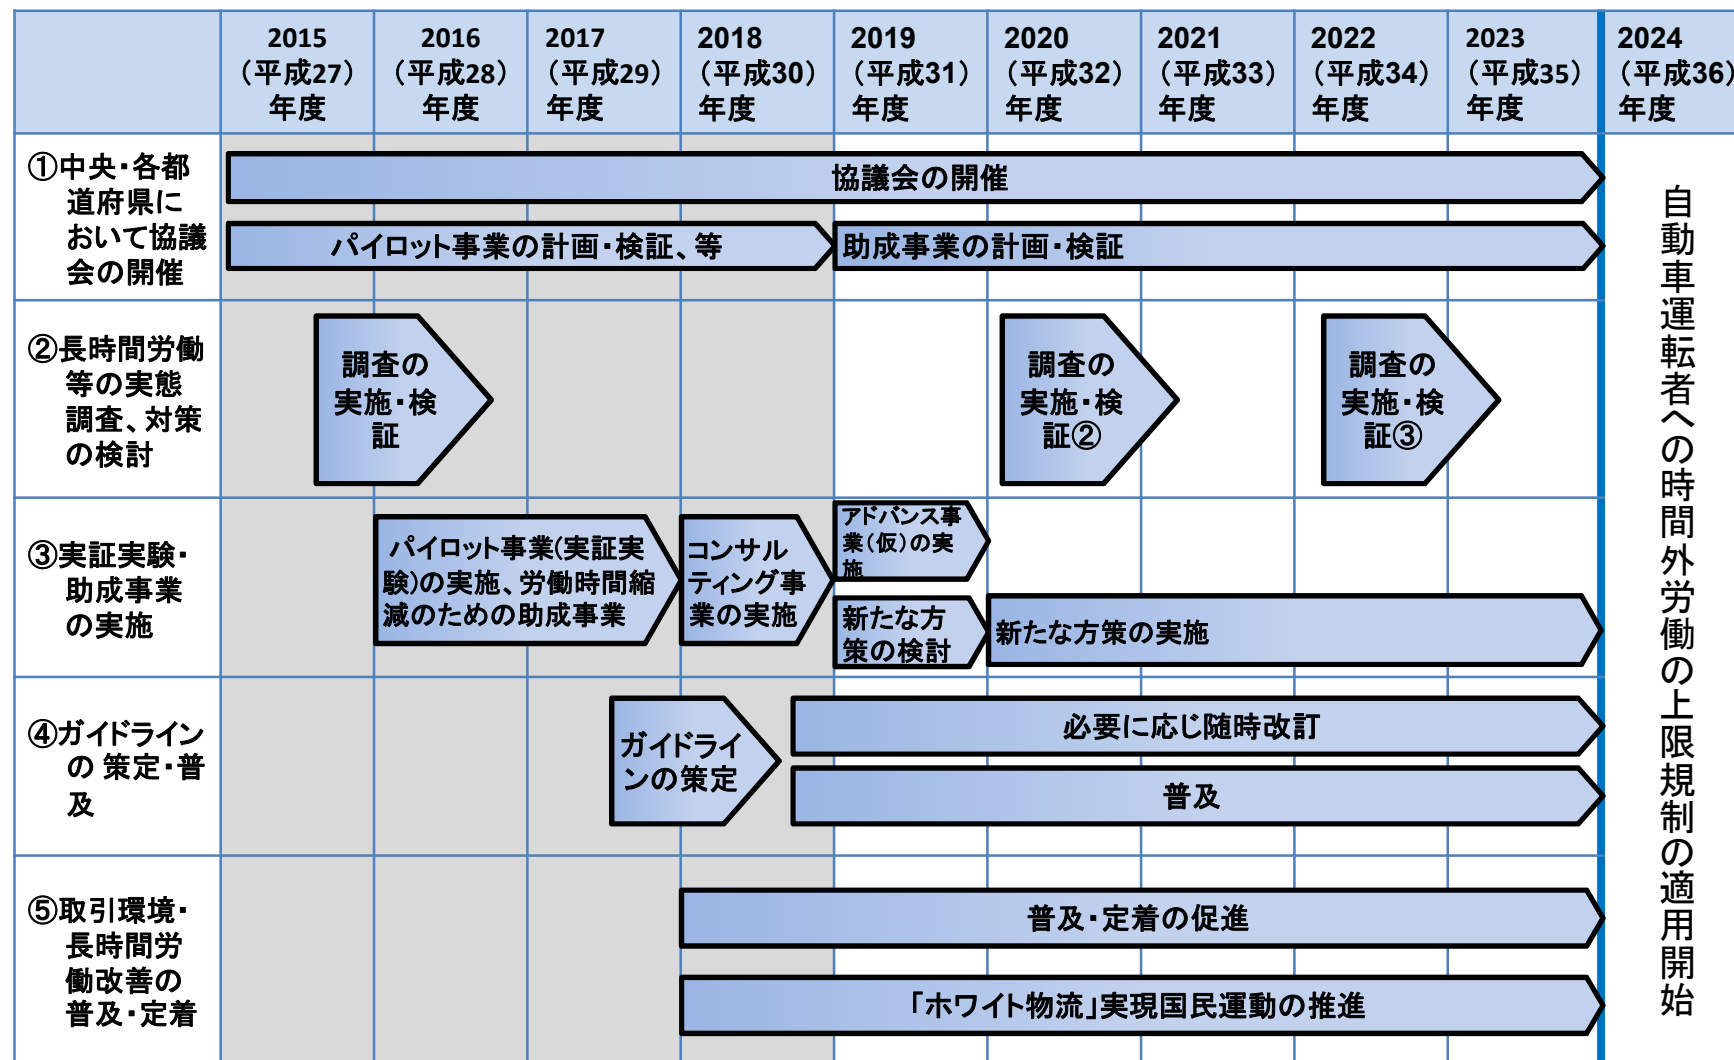 2015
（平成27）
年度
2016
（平成28）
年度
2017
（平成29）
年度
2018
（平成30）
年度
2019
（平成31）
年度
2020
（平成32）
年度
2021
（平成33）
年度
2022
（平成34）
年度
2023
（平成35）
年度
2024
（平成36）
年度
①中央・各都
道府県に
おいて協議
会の開催
協議会の開催
パイロット事業の計画・検証、等
助成事業の計画・検証
②長時間労働
等の実態
調査、対策
の検討
調査の
実施・検
証
調査の
実施・検
証②
調査の
実施・検
証③
③実証実験・
助成事業
の実施
パイロット事業(実証実
験)の実施、労働時間縮
減のための助成事業
コンサル
ティング事
業の実施
アドバンス事
業（仮）の実
施
新たな方
策の検討
新たな方策の実施
④ガイドライン
の 策定・普
及
ガイドライ
ンの策定
必要に応じ随時改訂
普及
⑤取引環境・
長時間労
働改善の
普及・定着
普及・定着の促進
「ホワイト物流」実現国民運動の推進
自動車運転者への時間外労働の上限規制の適用開始